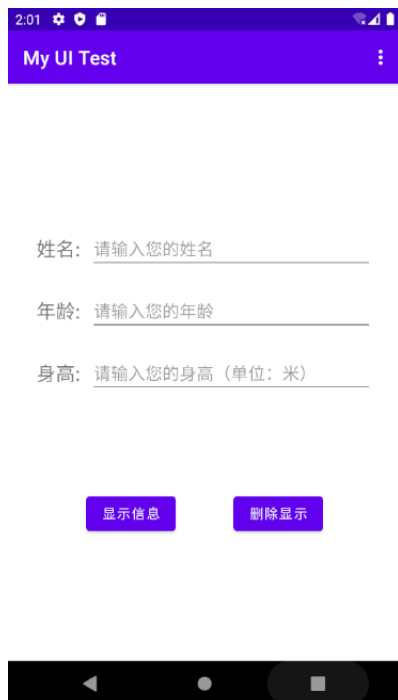 2:01
My UI Test
姓名: 请输入您的姓名
年龄: 请输入您的年龄
身高: 请输入您的身高（单位：米）
显示信息 删除显示